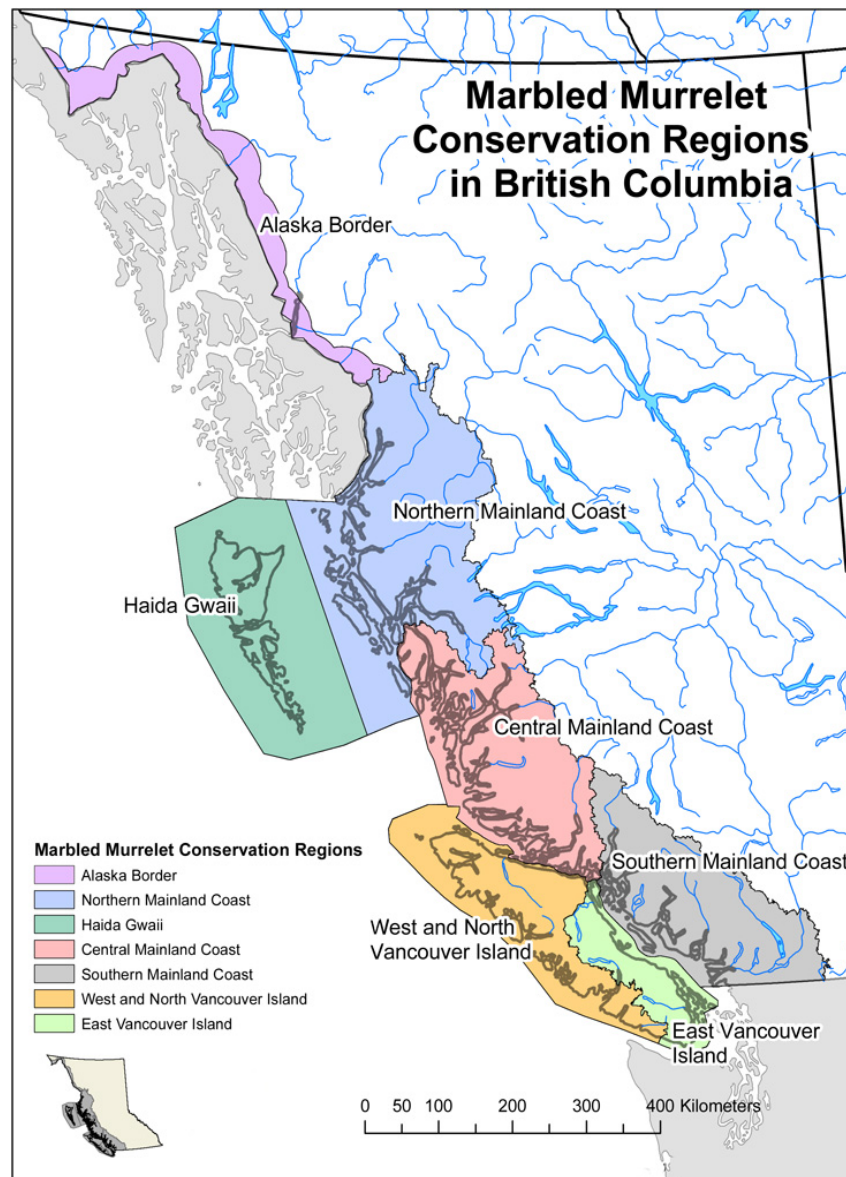 Marbled Murrelet
Conservation Regions
in British Columbia
Alaska Border
Northern Mainland Coast
Haida Gwaii
Central Mainland Coast
Southern Mainland Coast
West and North
Vancouver Island
East Vancouver
Island
Marbled Murrelet Conservation Regions
Alaska Border
Northern Mainland Coast
Haida Gwaii
Central Mainland Coast
Southern Mainland Coast
West and North Vancouver Island
East Vancouver Island
0 50 100 200 300 400 Kilometers